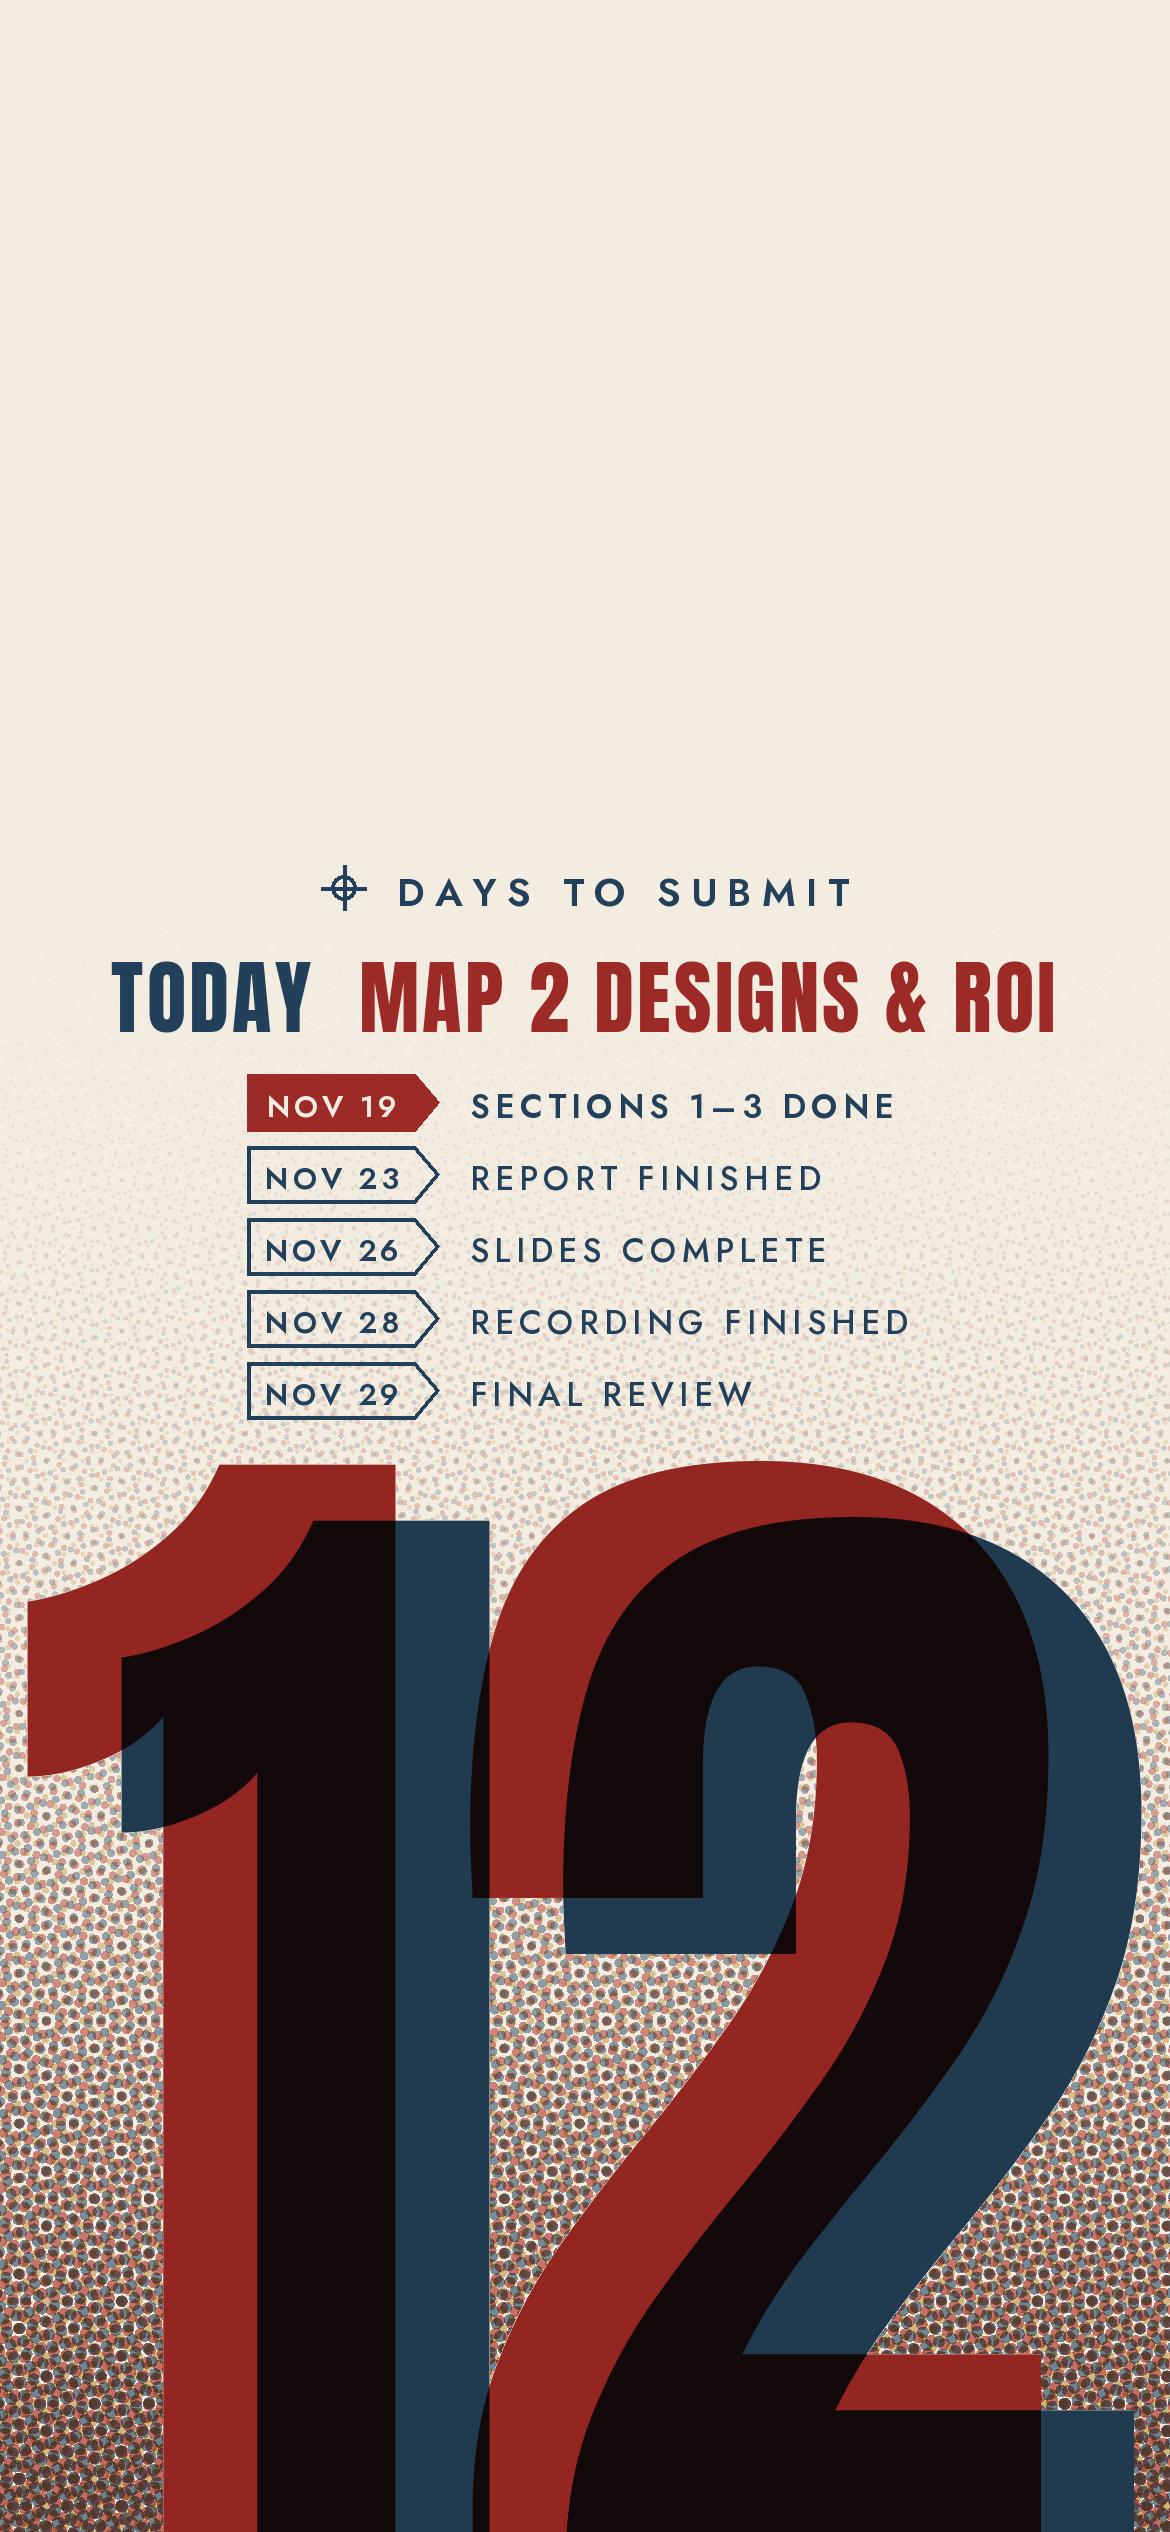 DAYS TO SUBMIT
TODAY MAP 2 DESIGNS & ROI
NOV 19 SECTIONS 1–3 DONE
NOV 23 REPORT FINISHED
NOV 26 SLIDES COMPLETE
NOV 28 RECORDING FINISHED
NOV 29 FINAL REVIEW
12